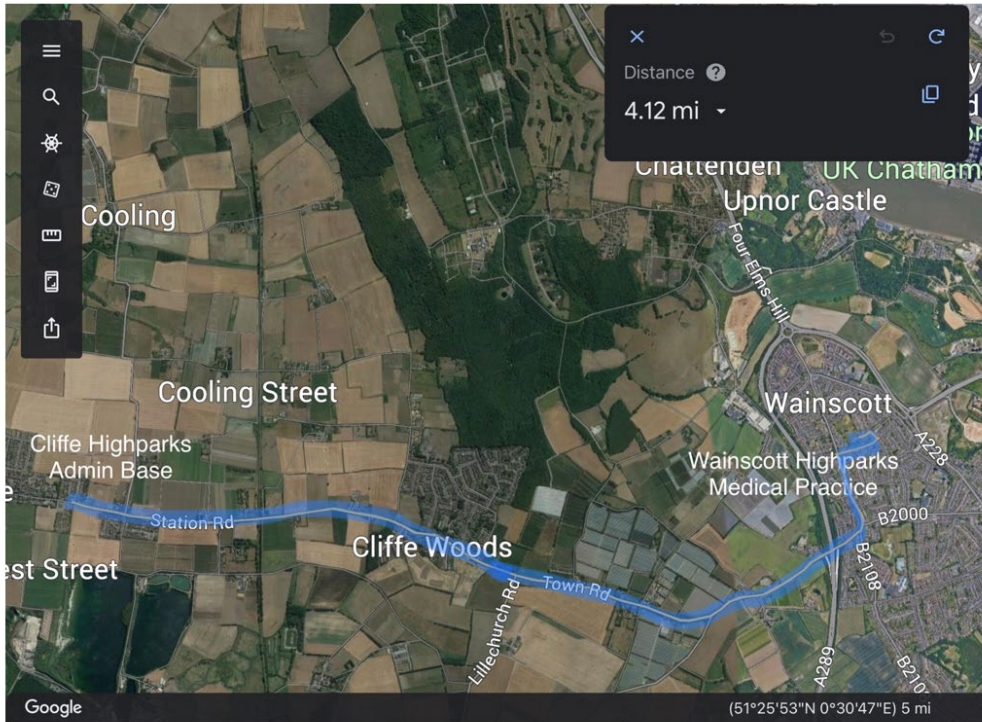 Distance ?
4.12 mi
Chattenden
UK Chatham
Upnor Castle
Cooling
Four Elms Hill
Cooling Street
Wainscott
Cliffe Highparks
Admin Base
A228
Wainscott Highparks
Medical Practice
Station Rd
B2000
Cliffe Woods
B2108
est Street
Town Rd
Lillechurch Rd
A289
Google
(51°25'53"N 0°30'47"E) 5 mi